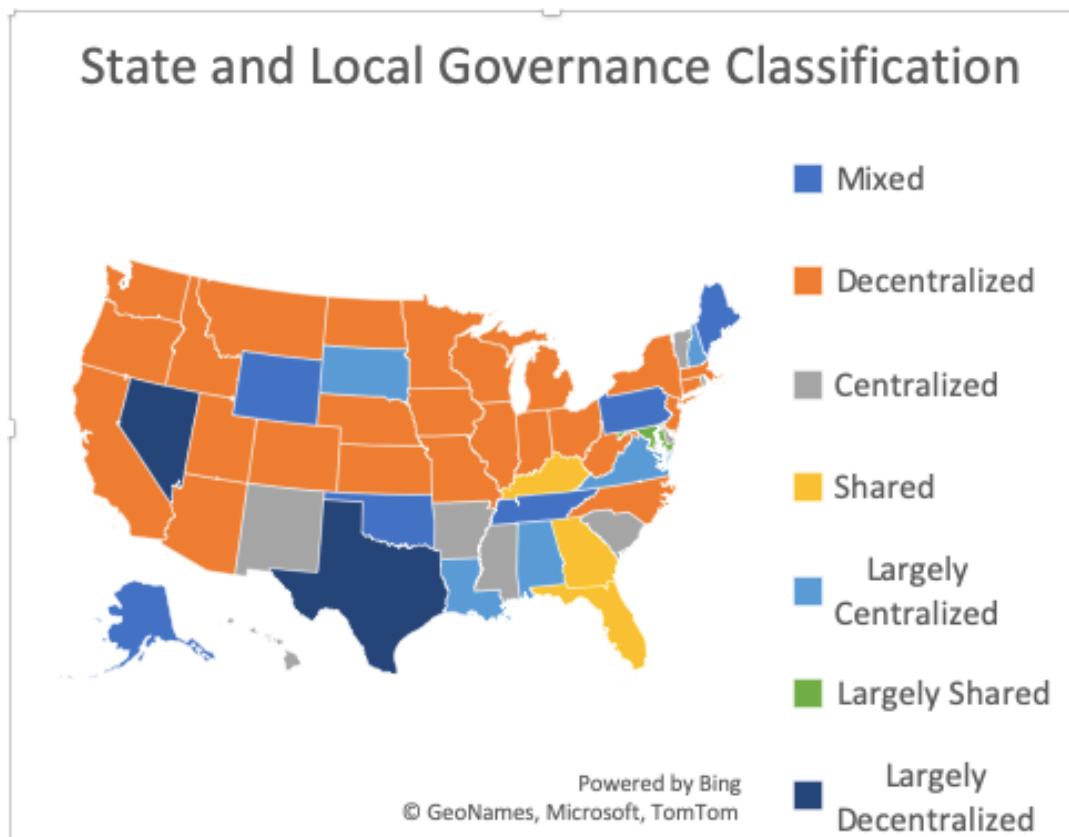 State and Local Governance Classification
Mixed
Decentralized
Centralized
Shared
Largely
Centralized
Largely Shared
Largely
Decentralized
Powered by Bing
© GeoNames, Microsoft, TomTom